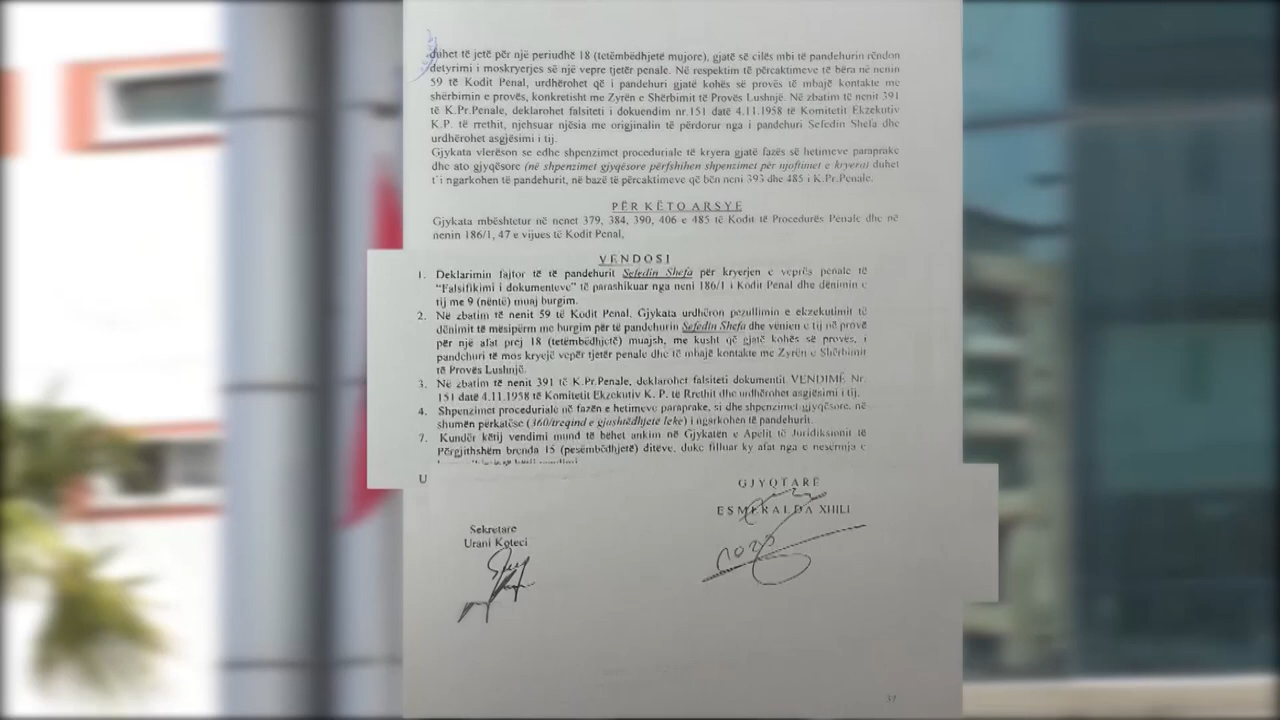 duhet të jetë për një periudhë 18 (tetëmbëdhjetë mujore), gjatë së cilës mbi të pandehurin rëndon
detyrimi i moskryerjes së një vepre tjetër penale. Në respektim të përcaktimeve të bëra në nenin
59 të Kodit Penal, urdhërohet që i pandehuri gjatë kohës së provës të mbajë kontakte me
shërbimin e provës, konkretisht me Zyrën e Shërbimit të Provës Lushnjë. Në zbatim të nenit 391
të K.Pr.Penale, deklarohet falsiteti i dokuendim nr.151 datë 4.11.1958 të Komitetit Ekzekutiv
K.P. të rrethit, njehsuar njësia me origjinalin të përdorur nga i pandehuri Sefedin Shefa dhe
urdhërohet asgjësimi i tij.
Gjykata vlerëson se edhe shpenzimet proceduriale të kryera gjatë fazës së hetimeve paraprake
dhe ato gjyqësore (në shpenzimet gjyqësore përfshihen shpenzimet për njoftimet e kryera) duhet
t'i ngarkohen të pandehurit, në bazë të përcaktimeve që bën neni 393 dhe 485 i K.Pr.Penale.
PËR KËTO ARSYE
Gjykata mbështetur në nenet 379, 384, 390, 406 e 485 të Kodit të Procedurës Penale dhe në
nenin 186/1, 47 e vijues të Kodit Penal,
VENDOSI
1. Deklarimin fajtor të të pandehurit Sefedin Shefa për kryerjen e veprës penale të
"Falsifikimi i dokumenteve" të parashikuar nga neni 186/1 i Kodit Penal dhe dënimin e
tij me 9 (nëntë) muaj burgim.
2. Në zbatim të nenit 59 të Kodit Penal, Gjykata urdhëron pezullimin e ekzekutimit të
dënimit të mësipërm me burgim për të pandehurin Sefedin Shefa dhe vënien e tij në provë
për një afat prej 18 (tetëmbëdhjetë) muajsh, me kusht që gjatë kohës së provës, i
pandehuri të mos kryejë vepër tjetër penale dhe të mbajë kontakte me Zyrën e Shërbimit
të Provës Lushnjë.
3. Në zbatim të nenit 391 të K.Pr.Penale, deklarohet falsiteti dokumentit VENDIMË Nr.
151 datë 4.11.1958 të Komitetit Ekzekutiv K. P. të Rrethit dhe urdhërohet asgjësimi i tij.
4. Shpenzimet proceduriale në fazën e hetimeve paraprake, si dhe shpenzimet gjyqësore, në
shumën përkatëse (360/treqind e gjashtëdhjetë lekë) i ngarkohen të pandehurit.
7. Kundër këtij vendimi mund të bëhet ankim në Gjykatën e Apelit të Juridiksionit të
Përgjithshëm brenda 15 (pesëmbëdhjetë) ditëve, duke filluar ky afat nga e nesërmja e
U
GJYQTARË
ESMERALDA XHILI
Sekretare
Urani Koteci
37